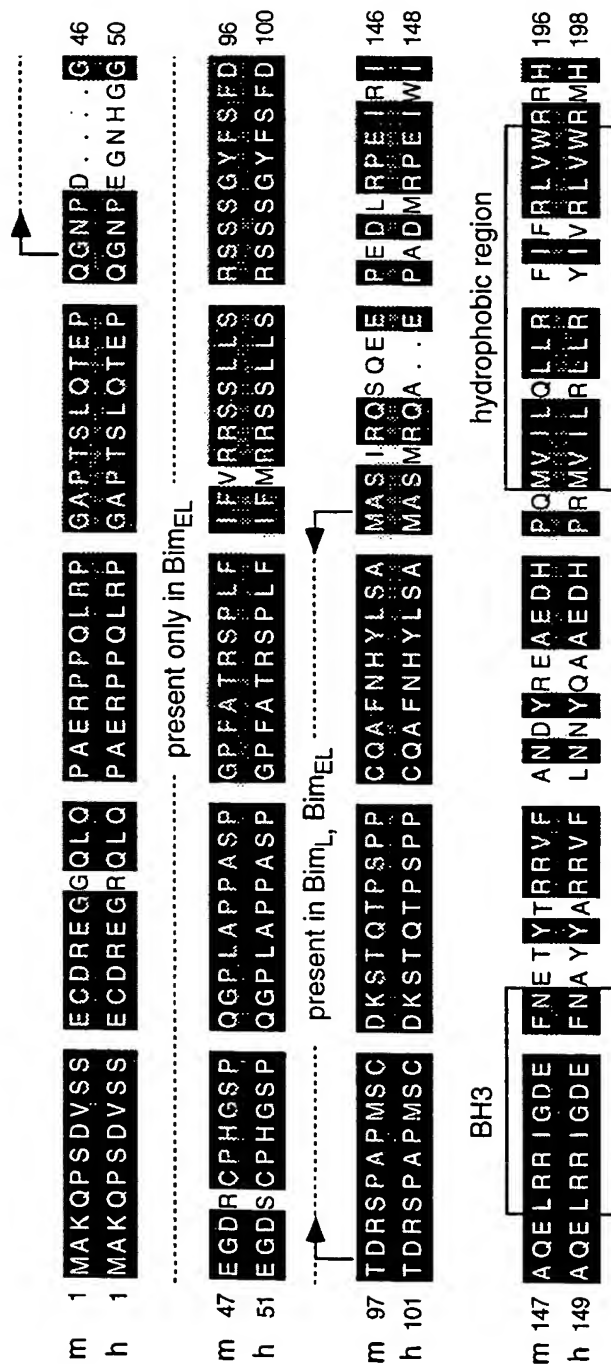 m 1 MAKQPSDVSS ECDREGGQLQ PAERPPQLRP GAPTSLQTEP QGNPD....G 46
h 1 MAKQPSDVSS ECDREGRQLQ PAERPPQLRP GAPTSLQTEP QGNPEGNHGG 50
present only in BimEL
m 47 EGDRCPHGSP QGPLAPPASP GPFATRSPLF IFVRRSSLLS RSSSGYFSFD 96
h 51 EGDSCPHGSP QGPLAPPASP GPFATRSPLF IFMRRSSLLS RSSSGYFSFD 100
present in BimL, BimEL
m 97 TDRSPAPMSC DKSTQTPSPP CQAFNHYLSA MASIRQSQEE PEDLRPEIRI 146
h 101 TDRSPAPMSC DKSTQTPSPP CQAFNHYLSA MASMRQA..E PADMRPEIWI 148
BH3 hydrophobic region
m 147 AQELRRIGDE FNETYTRRVF ANDYREAEDH PQMVILQLLR FIFRLVWRRH 196
h 149 AQELRRIGDE FNAYYARRVF LNNYQAAEDH PRMVILRLLR YIVRLVWRMH 198